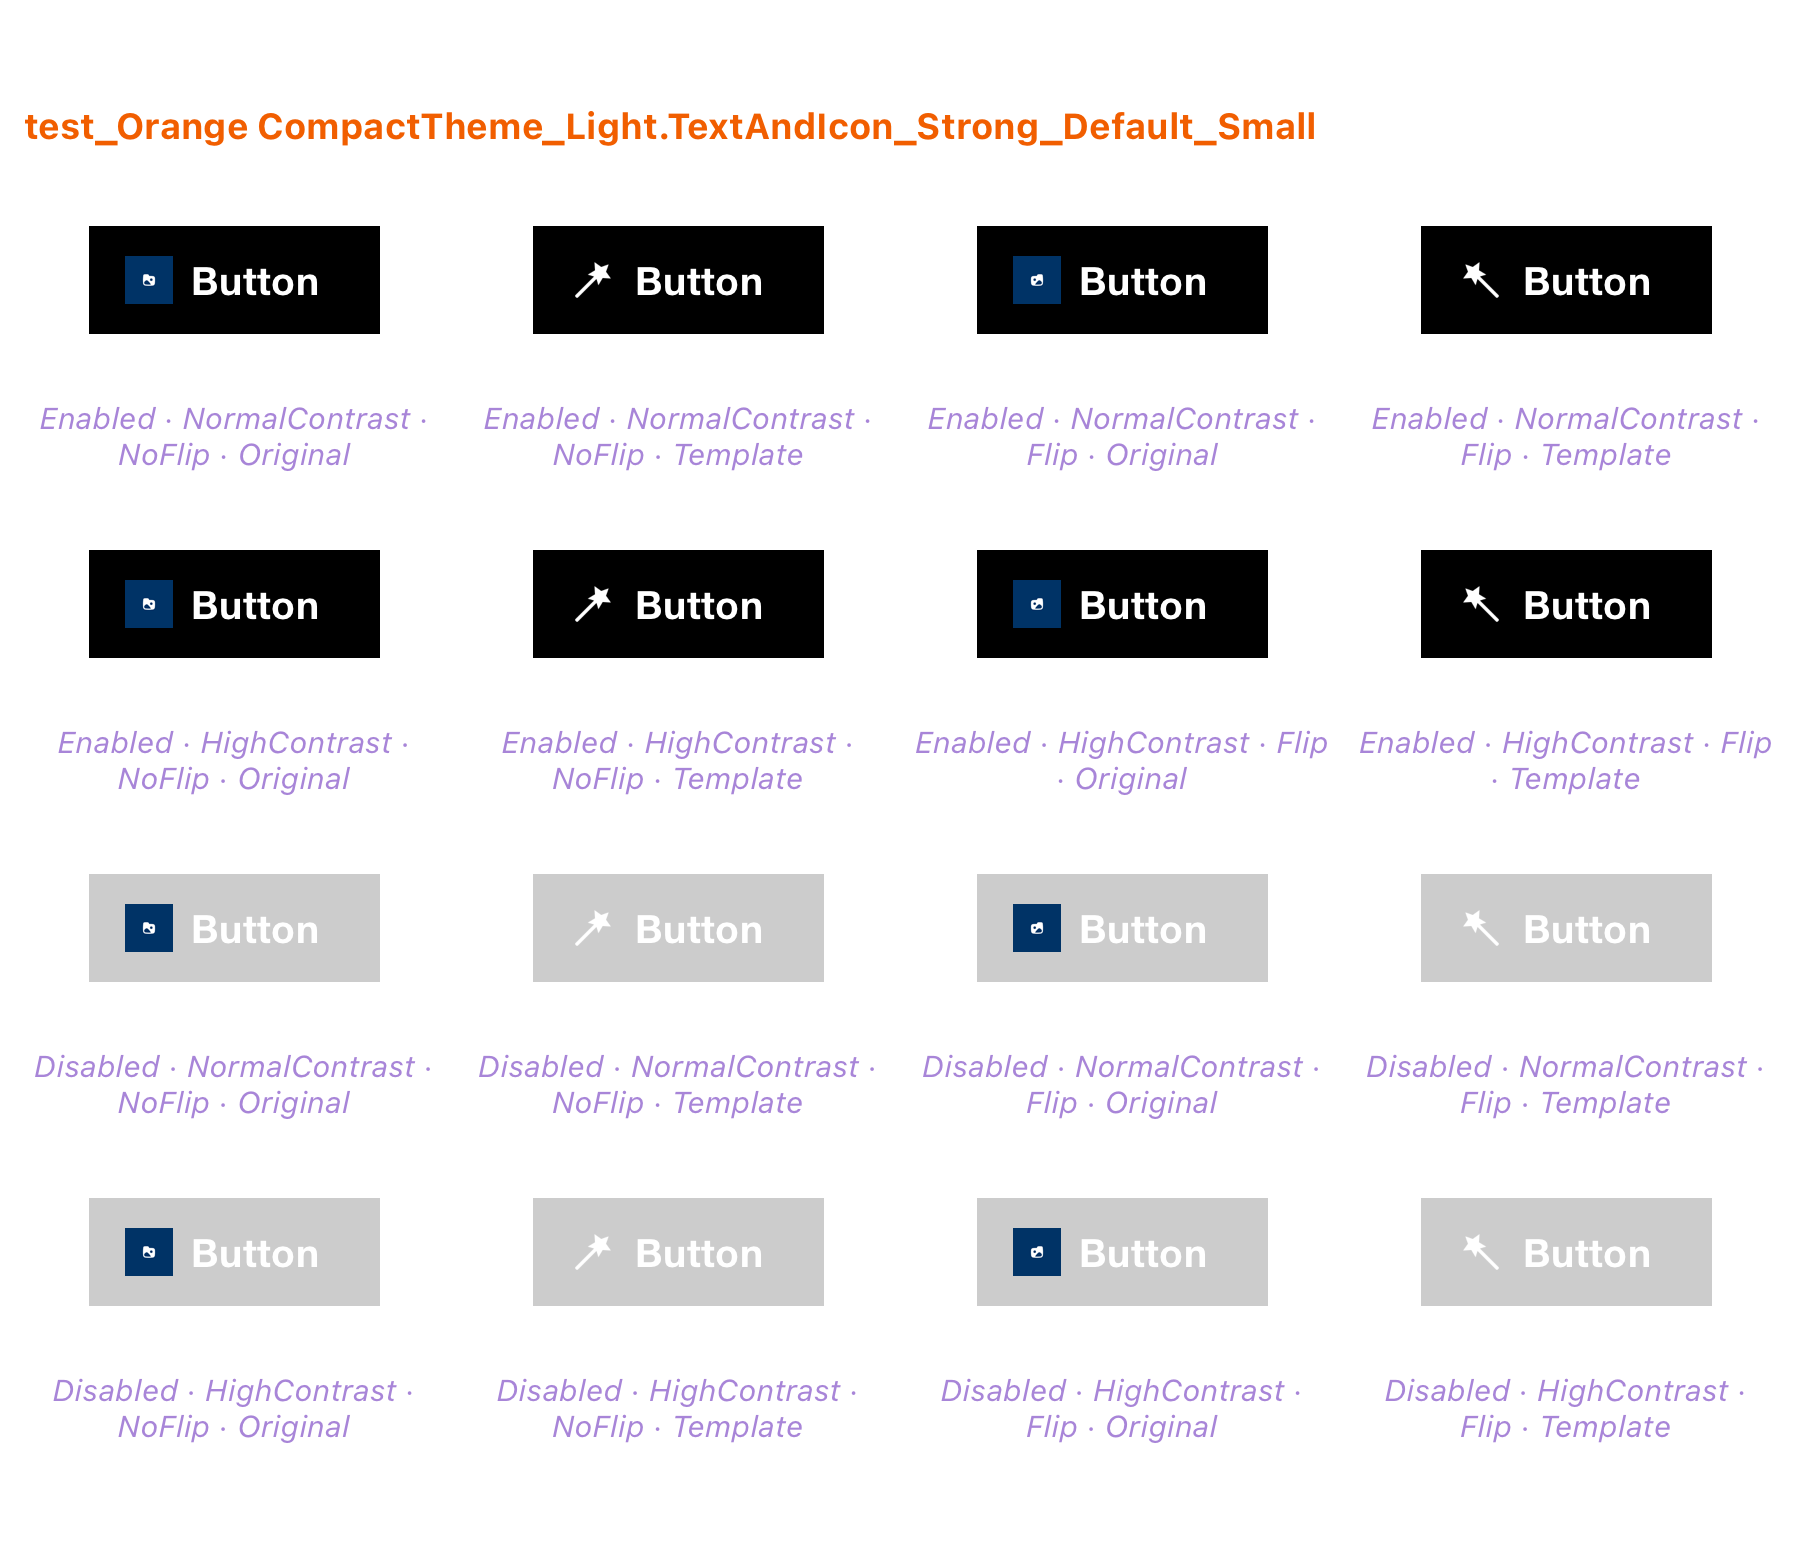 test_Orange CompactTheme_Light.TextAndIcon_Strong_Default_Small
Button Button Button Button
Enabled · NormalContrast · Enabled · NormalContrast · Enabled · NormalContrast · Enabled · NormalContrast ·
NoFlip · Original NoFlip · Template Flip · Original Flip · Template
Button Button Button Button
Enabled · HighContrast · Enabled · HighContrast · Enabled · HighContrast · Flip Enabled · HighContrast · Flip
NoFlip · Original NoFlip · Template · Original · Template
Button Button Button Button
Disabled · NormalContrast · Disabled · NormalContrast · Disabled · NormalContrast · Disabled · NormalContrast ·
NoFlip · Original NoFlip · Template Flip · Original Flip · Template
Button Button Button Button
Disabled · HighContrast · Disabled · HighContrast · Disabled · HighContrast · Disabled · HighContrast ·
NoFlip · Original NoFlip · Template Flip · Original Flip · Template